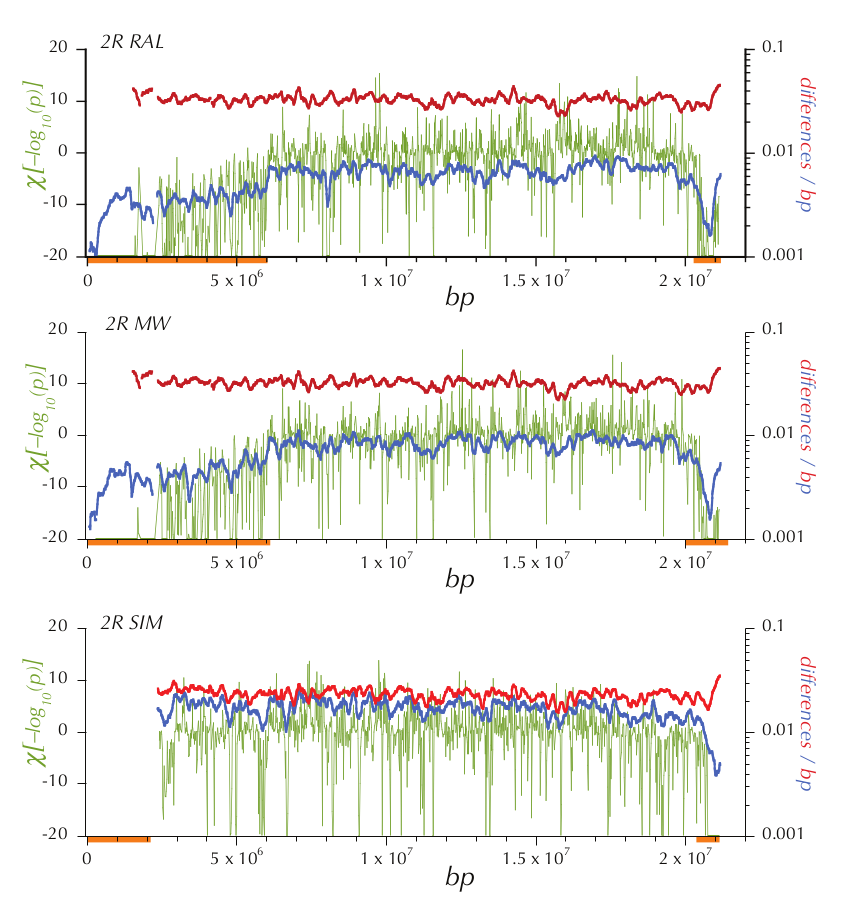 2R RAL
20
10
0
-10
-20
χ[–log10(p)]
0.1
0.01
0.001
differences / bp
0
5 x 10^6
1 x 10^7
1.5 x 10^7
2 x 10^7
bp
2R MW
20
10
0
-10
-20
χ[–log10(p)]
0.1
0.01
0.001
differences / bp
0
5 x 10^6
1 x 10^7
1.5 x 10^7
2 x 10^7
bp
2R SIM
20
10
0
-10
-20
χ[–log10(p)]
0.1
0.01
0.001
differences / bp
0
5 x 10^6
1 x 10^7
1.5 x 10^7
2 x 10^7
bp